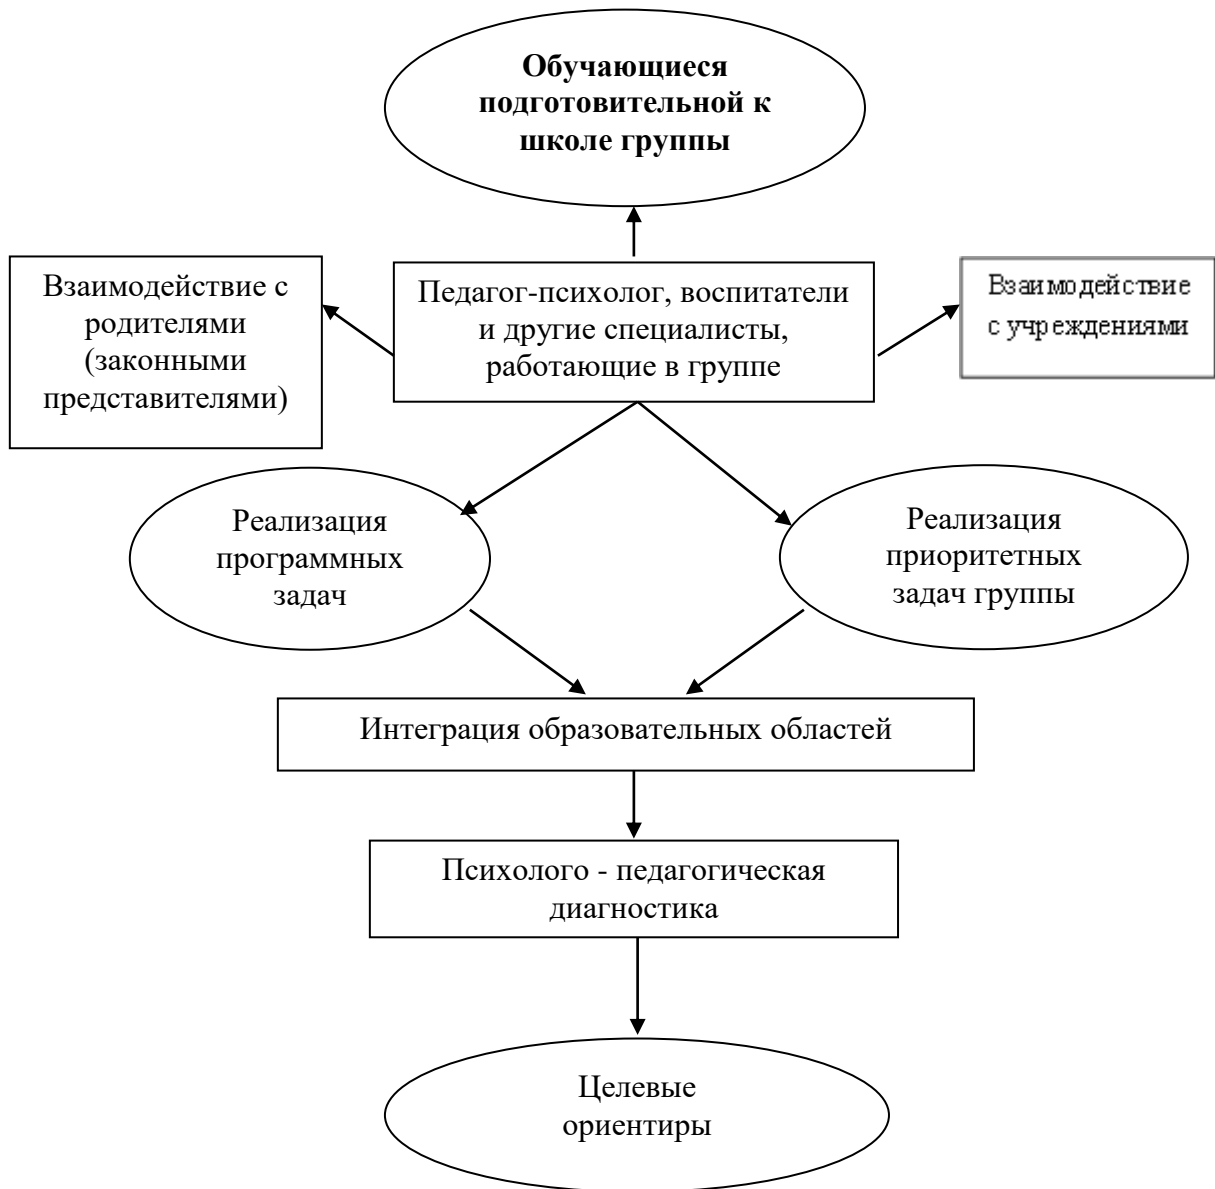 Обучающиеся
подготовительной к
школе группы
Взаимодействие с
родителями
(законными
представителями)
Педагог-психолог, воспитатели
и другие специалисты,
работающие в группе
Взаимодействие
с учреждениями
Реализация
программных
задач
Реализация
приоритетных
задач группы
Интеграция образовательных областей
Психолого - педагогическая
диагностика
Целевые
ориентиры